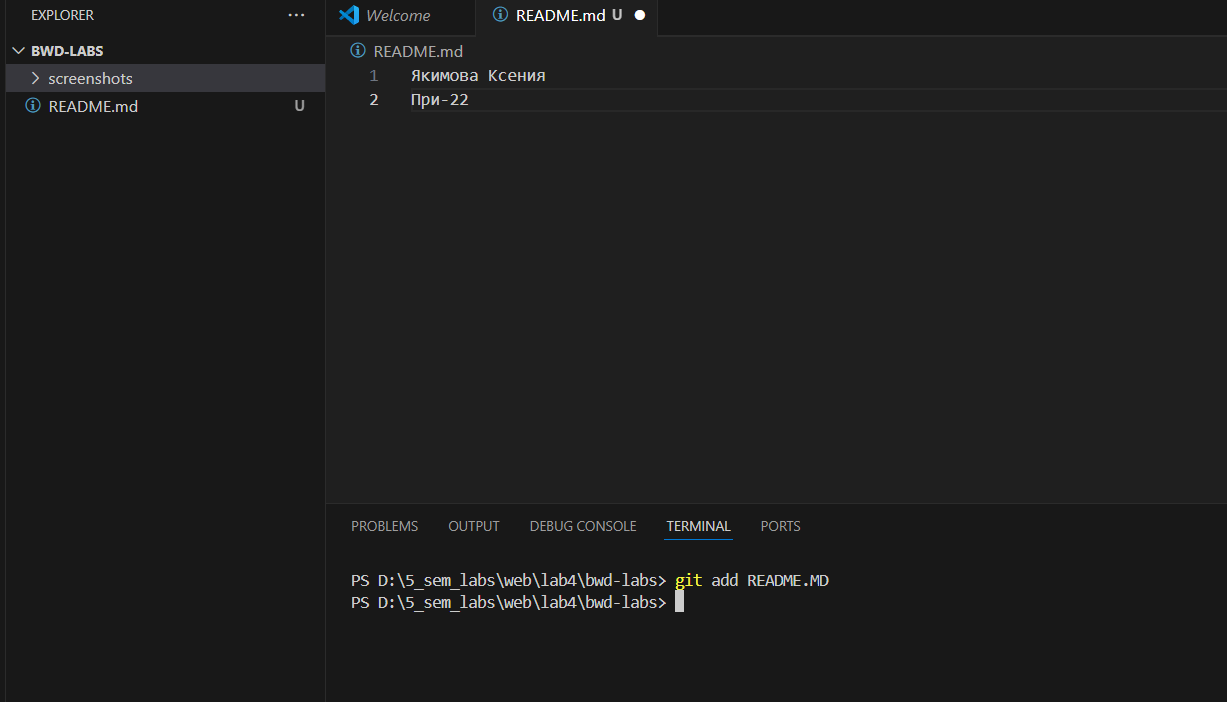 EXPLORER
BWD-LABS
screenshots
README.md U
Welcome
README.md U
README.md
1 Якимова Ксения
2 При-22
PROBLEMS OUTPUT DEBUG CONSOLE TERMINAL PORTS
PS D:\5_sem_labs\web\lab4\bwd-labs> git add README.MD
PS D:\5_sem_labs\web\lab4\bwd-labs>